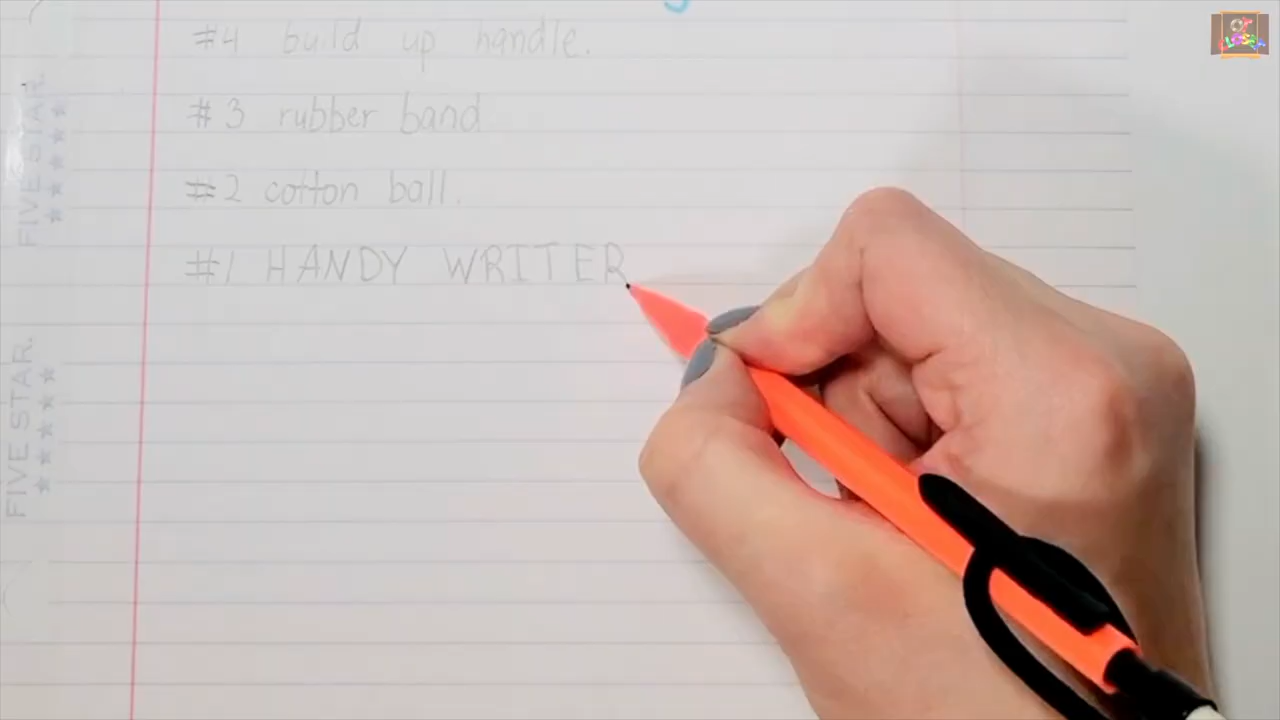 #4 build up handle.
#3 rubber band
#2 cotton ball.
#1 HANDY WRITER
FIVE STAR.
FIVE STAR.